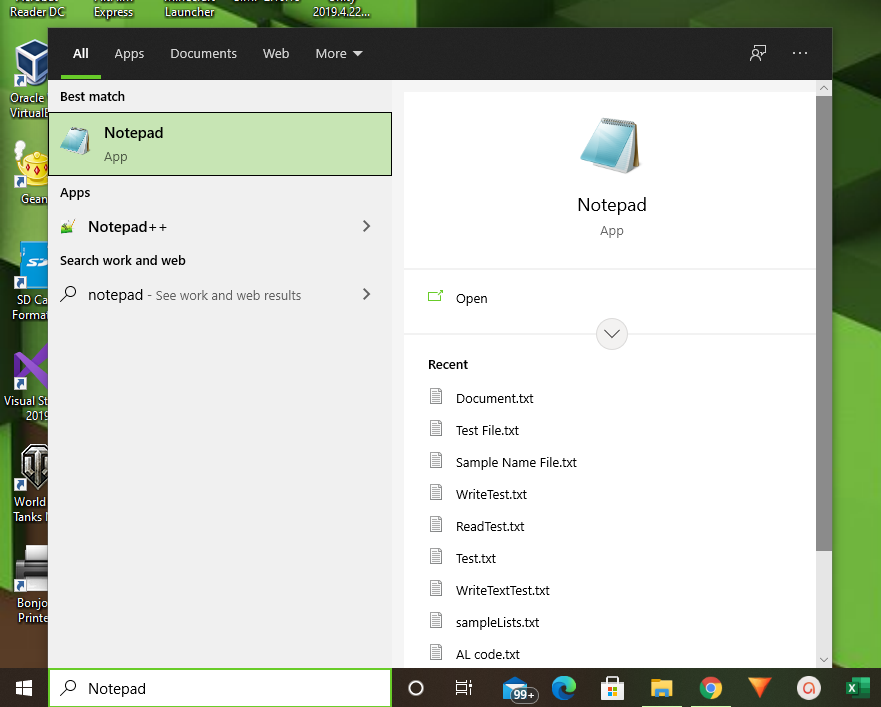 Reader DC
Express
Launcher
2019.4.22...
All Apps Documents Web More
Best match
Notepad
App
Apps
Notepad++
Search work and web
notepad - See work and web results
Notepad
App
Open
Recent
Document.txt
Test File.txt
Sample Name File.txt
WriteTest.txt
ReadTest.txt
Test.txt
WriteTextTest.txt
sampleLists.txt
AL code.txt
Oracle
VirtualB
Gean
SD Ca
Format
Visual St
2019
World
Tanks
Bonjo
Printe
Notepad
99+